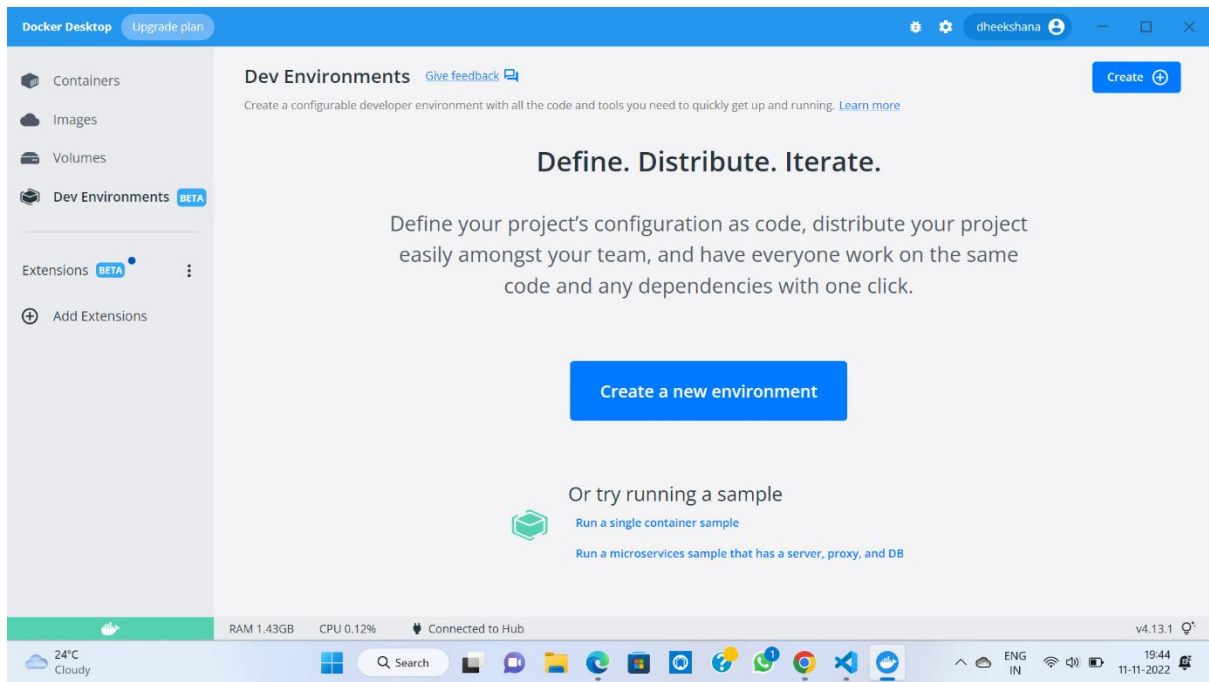 Docker Desktop Upgrade plan dheekshana
Containers
Images
Volumes
Dev Environments BETA
Extensions BETA
Add Extensions
Dev Environments Give feedback Create
Create a configurable developer environment with all the code and tools you need to quickly get up and running. Learn more
Define. Distribute. Iterate.
Define your project's configuration as code, distribute your project
easily amongst your team, and have everyone work on the same
code and any dependencies with one click.
Create a new environment
Or try running a sample
Run a single container sample
Run a microservices sample that has a server, proxy, and DB
RAM 1.43GB CPU 0.12% Connected to Hub v4.13.1
24°C
Cloudy
Search
1
ENG
IN
19:44
11-11-2022